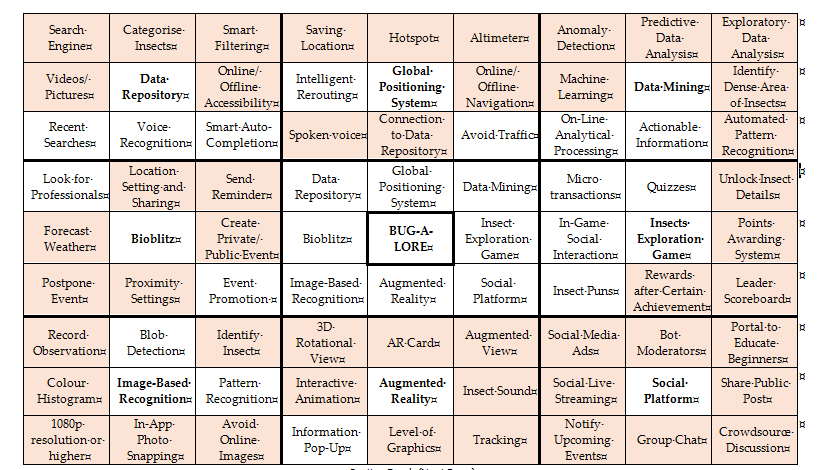 Search
Engine
Categorise
Insects
Smart
Filtering
Saving
Location
Hotspot
Altimeter
Anomaly
Detection
Predictive
Data
Analysis
Exploratory
Data
Analysis
Videos/
Pictures
Data
Repository
Online/
Offline
Accessibility
Intelligent
Rerouting
Global
Positioning
System
Online/
Offline
Navigation
Machine
Learning
Data Mining
Identify
Dense Area
of Insects
Recent
Searches
Voice
Recognition
Smart Auto-
Completion
Spoken voice
Connection
to Data
Repository
Avoid Traffic
On-Line
Analytical
Processing
Actionable
Information
Automated
Pattern
Recognition
Look for
Professionals
Location
Setting and
Sharing
Send
Reminder
Data
Repository
Global
Positioning
System
Data Mining
Micro-
transactions
Quizzes
Unlock Insect
Details
Forecast
Weather
Bioblitz
Create
Private/
Public Event
Bioblitz
BUG-A-
LORE
Insect
Exploration
Game
In-Game
Social
Interaction
Insects
Exploration
Game
Points
Awarding
System
Postpone
Event
Proximity
Settings
Event
Promotion
Image-Based
Recognition
Augmented
Reality
Social
Platform
Insect Puns
Rewards
after Certain
Achievement
Leader
Scoreboard
Record
Observation
Blob
Detection
Identify
Insect
3D
Rotational
View
AR-Card
Augmented
View
Social Media
Ads
Bot
Moderators
Portal to
Educate
Beginners
Colour
Histogram
Image-Based
Recognition
Pattern
Recognition
Interactive
Animation
Augmented
Reality
Insect Sound
Social Live
Streaming
Social
Platform
Share Public
Post
1080p
resolution or
higher
In-App
Photo
Snapping
Avoid
Online
Images
Information
Pop-Up
Level of
Graphics
Tracking
Notify
Upcoming
Events
Group Chat
Crowdsource
Discussion